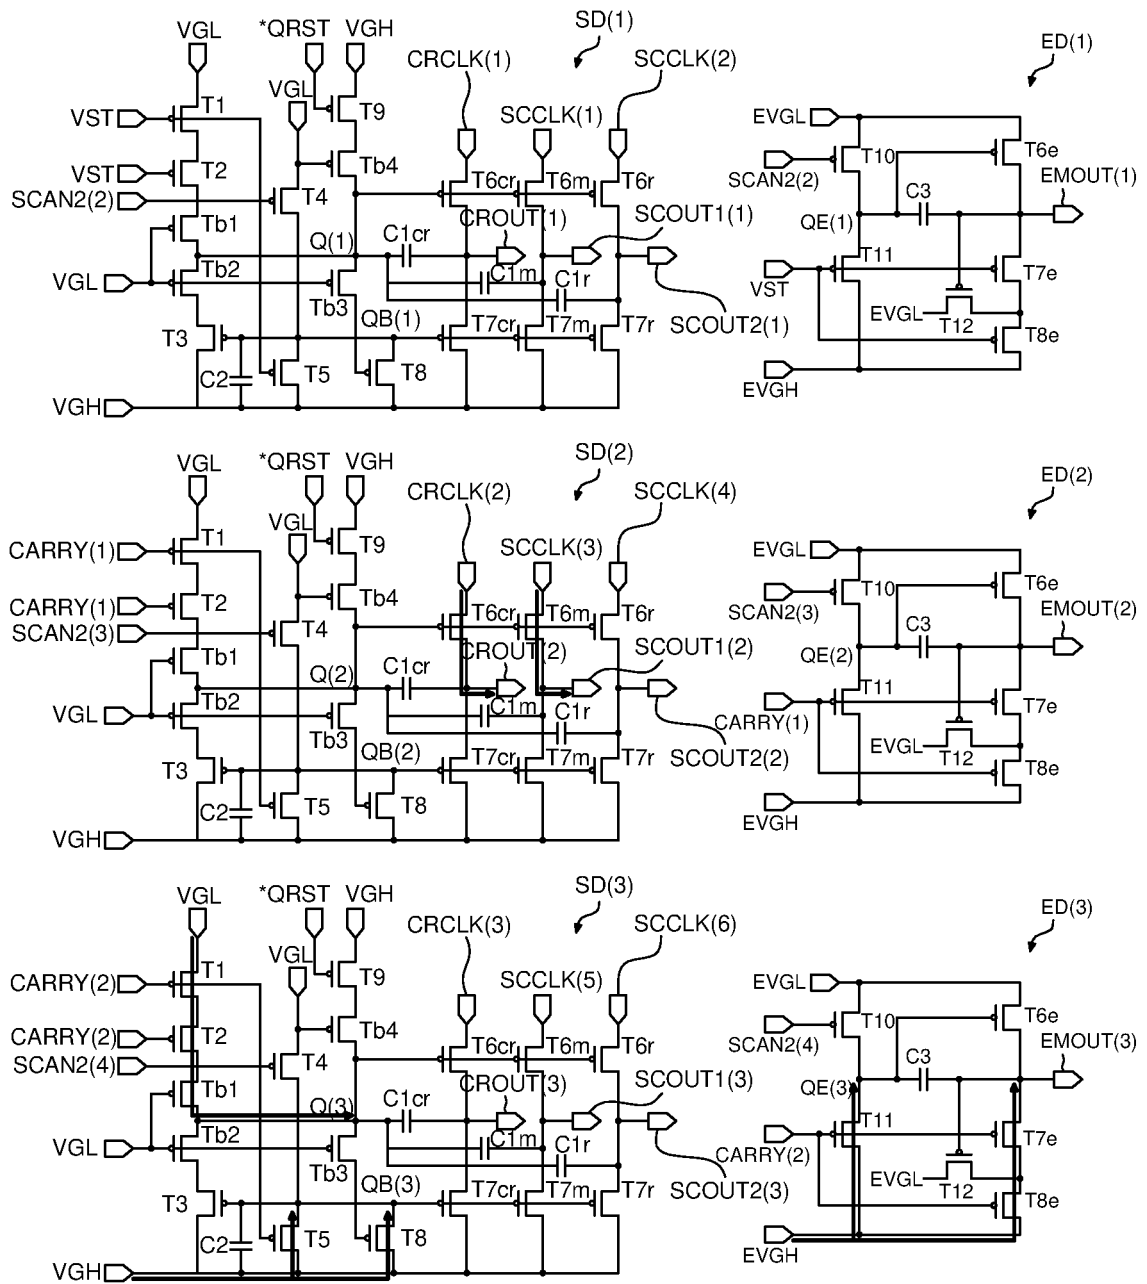 VGL
*QRST
VGH
CRCLK(1)
SD(1)
SCCLK(2)
ED(1)
VGL
SCCLK(1)
VST
T1
T9
EVGL
T6e
VST
T2
Tb4
T10
SCAN2(2)
T4
T6cr
T6m
T6r
SCAN2(2)
C3
EMOUT(1)
Tb1
Q(1)
C1cr
CROUT(1)
SCOUT1(1)
QE(1)
VGL
Tb2
Tb3
C1m
C1r
SCOUT2(1)
VST
T11
T7e
EVGL
T12
T3
QB(1)
T7cr
T7m
T7r
T8e
C2
T5
T8
VGH
EVGH
VGL
*QRST
VGH
CRCLK(2)
SD(2)
SCCLK(4)
ED(2)
VGL
SCCLK(3)
CARRY(1)
T1
T9
EVGL
T6e
CARRY(1)
T2
Tb4
T10
SCAN2(3)
T4
T6cr
T6m
T6r
SCAN2(3)
C3
EMOUT(2)
Tb1
Q(2)
C1cr
CROUT(2)
SCOUT1(2)
QE(2)
VGL
Tb2
Tb3
C1m
C1r
SCOUT2(2)
CARRY(1)
T11
T7e
EVGL
T12
T3
QB(2)
T7cr
T7m
T7r
T8e
C2
T5
T8
VGH
EVGH
VGL
*QRST
VGH
CRCLK(3)
SD(3)
SCCLK(6)
ED(3)
VGL
SCCLK(5)
CARRY(2)
T1
T9
EVGL
T6e
CARRY(2)
T2
Tb4
T10
SCAN2(4)
T4
T6cr
T6m
T6r
SCAN2(4)
C3
EMOUT(3)
Tb1
Q(3)
C1cr
CROUT(3)
SCOUT1(3)
QE(3)
VGL
Tb2
Tb3
C1m
C1r
SCOUT2(3)
CARRY(2)
T11
T7e
EVGL
T12
T3
QB(3)
T7cr
T7m
T7r
T8e
C2
T5
T8
VGH
EVGH